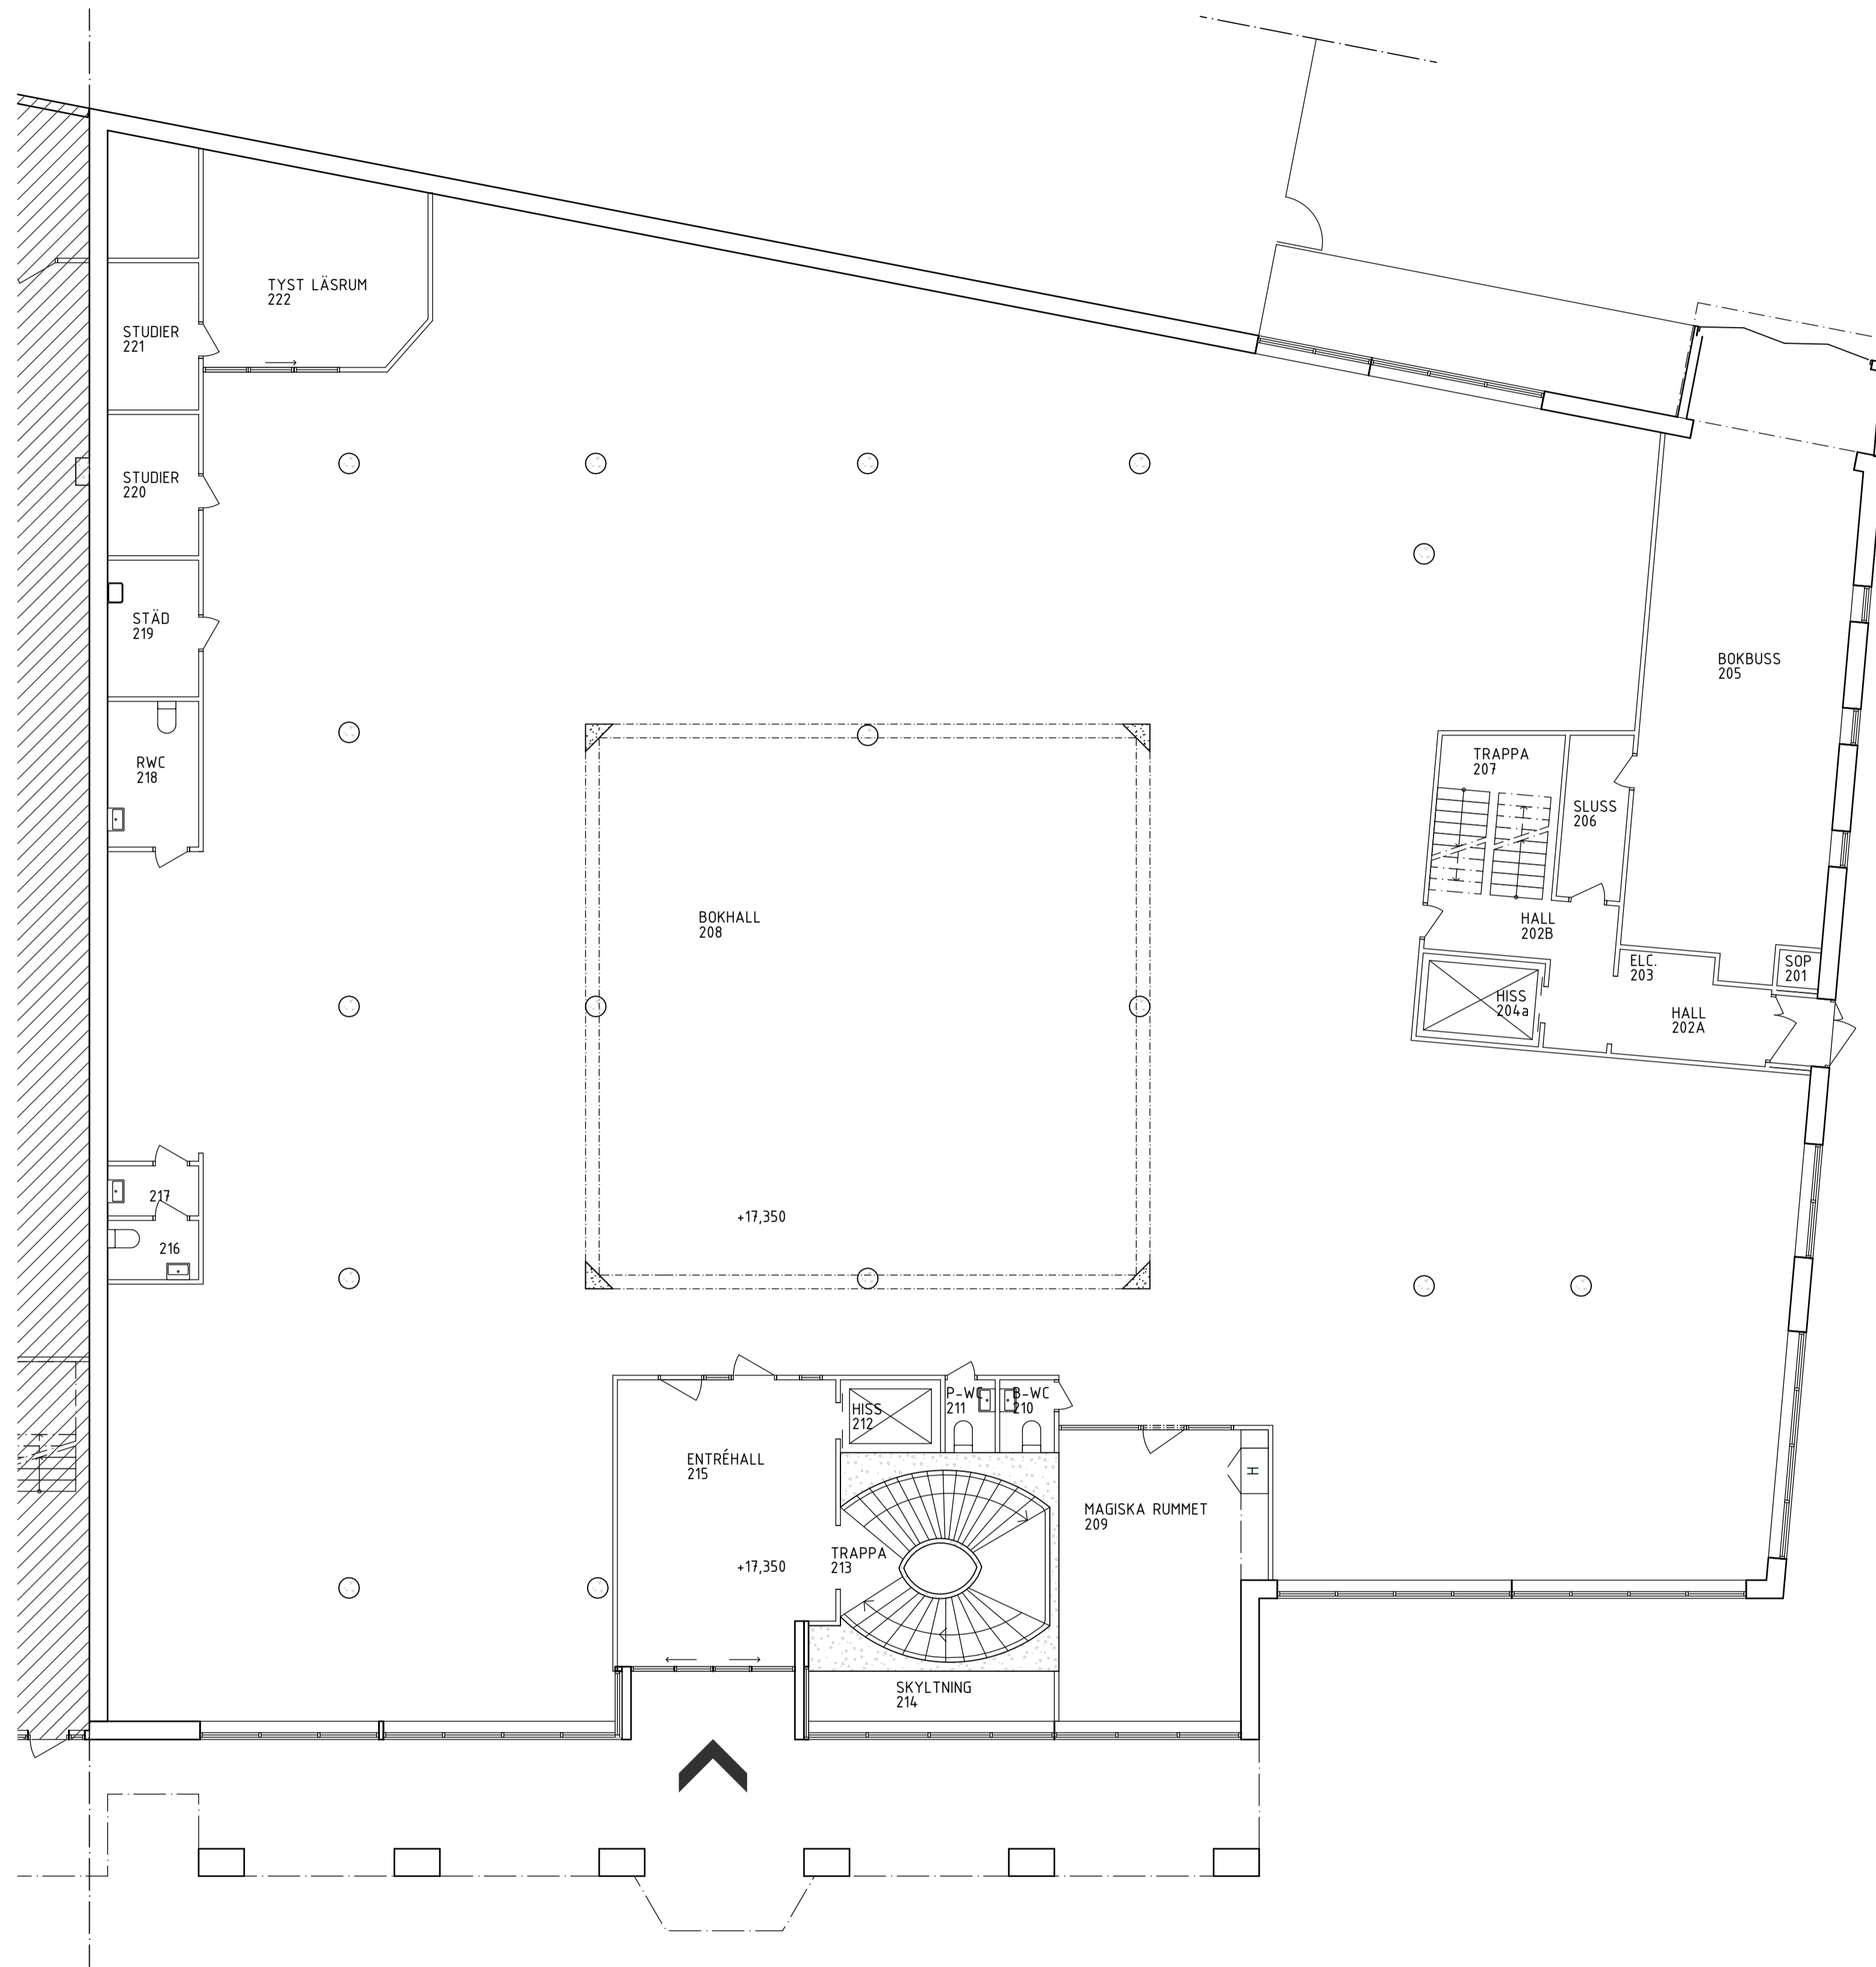 TYST LÄSRUM
222
STUDIER
221
STUDIER
220
STÄD
219
BOKBUSS
205
RWC
218
TRAPPA
207
SLUSS
206
BOKHALL
208
HALL
202B
ELC.
203
SOP
201
HISS
204a
HALL
202A
217
+17,350
216
P-WC
211
B-WC
210
HISS
212
ENTRÉHALL
215
H
MAGISKA RUMMET
209
TRAPPA
213
+17,350
SKYLTNING
214